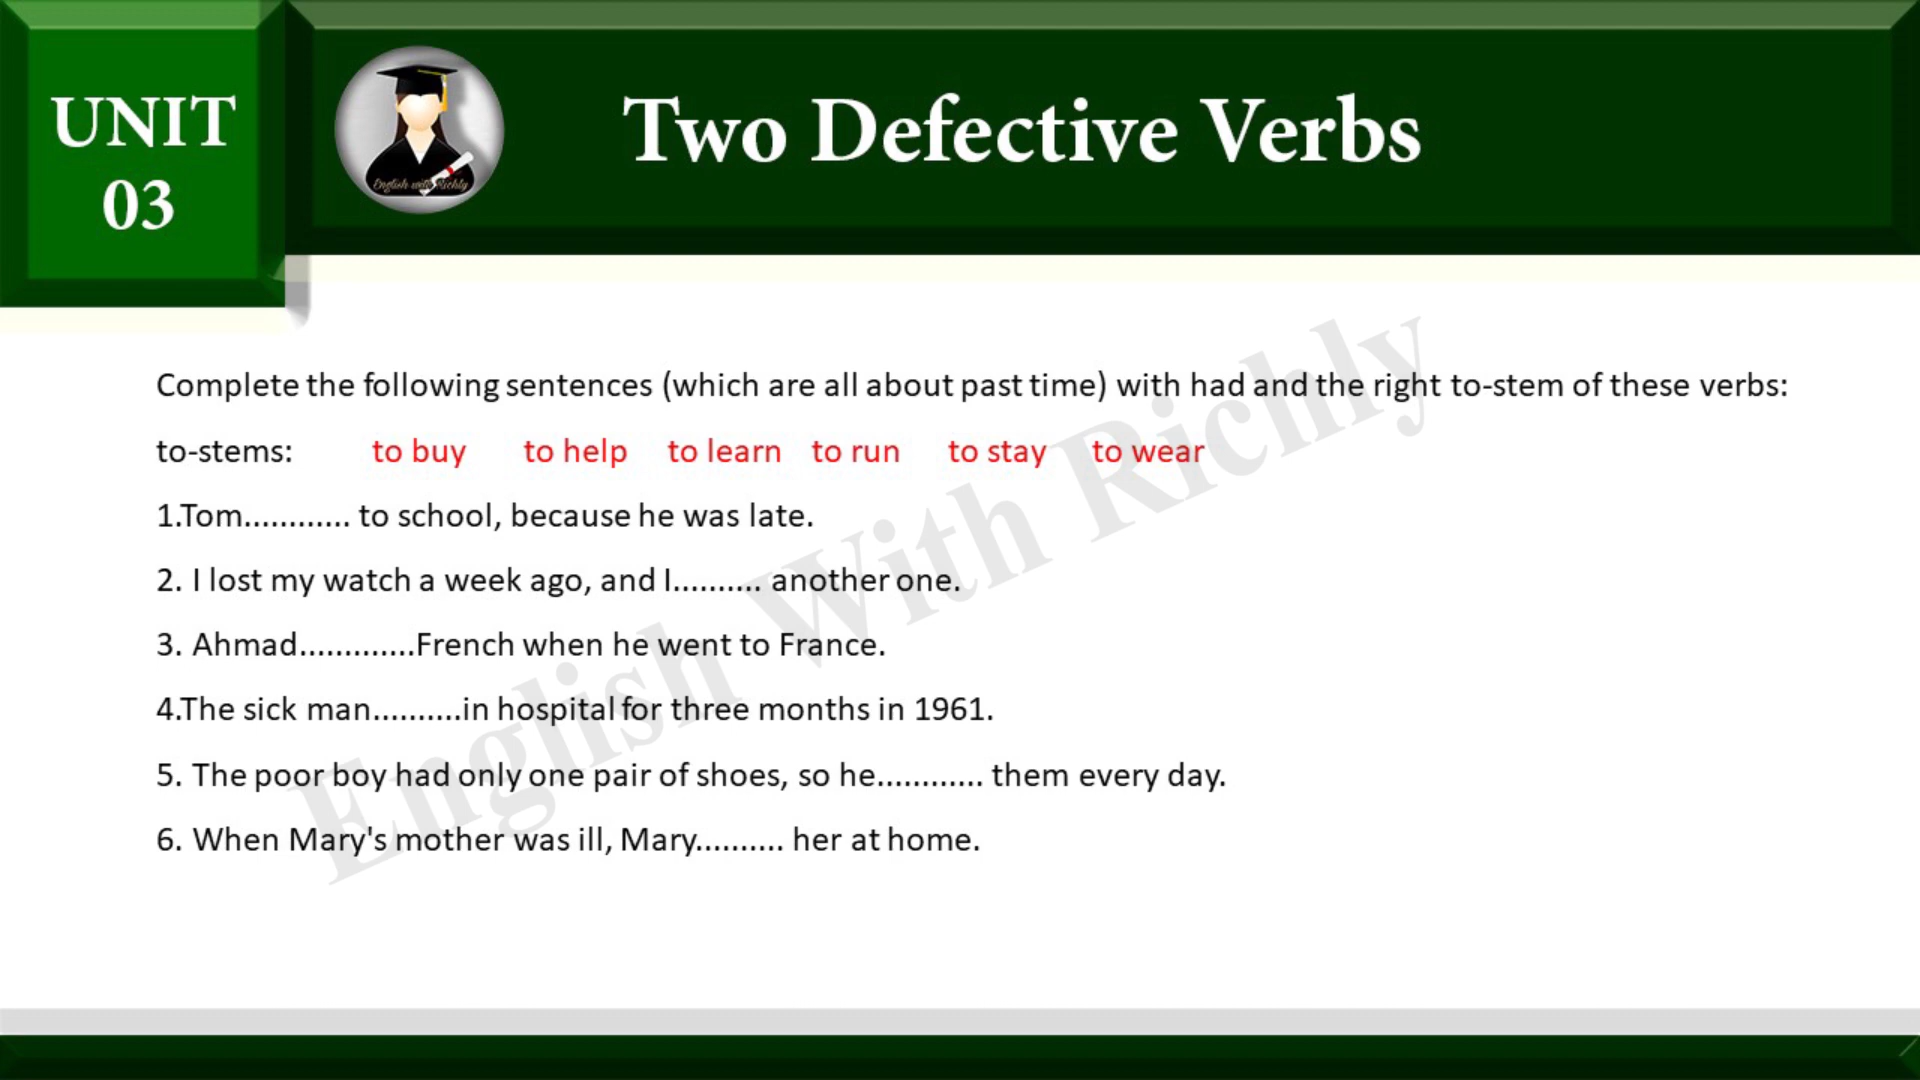 UNIT
03
English with Richly
Two Defective Verbs
Complete the following sentences (which are all about past time) with had and the right to-stem of these verbs:
to-stems: to buy to help to learn to run to stay to wear
1.Tom............ to school, because he was late.
2. I lost my watch a week ago, and I.......... another one.
3. Ahmad.............French when he went to France.
4.The sick man..........in hospital for three months in 1961.
5. The poor boy had only one pair of shoes, so he............ them every day.
6. When Mary's mother was ill, Mary.......... her at home.
English With Richly